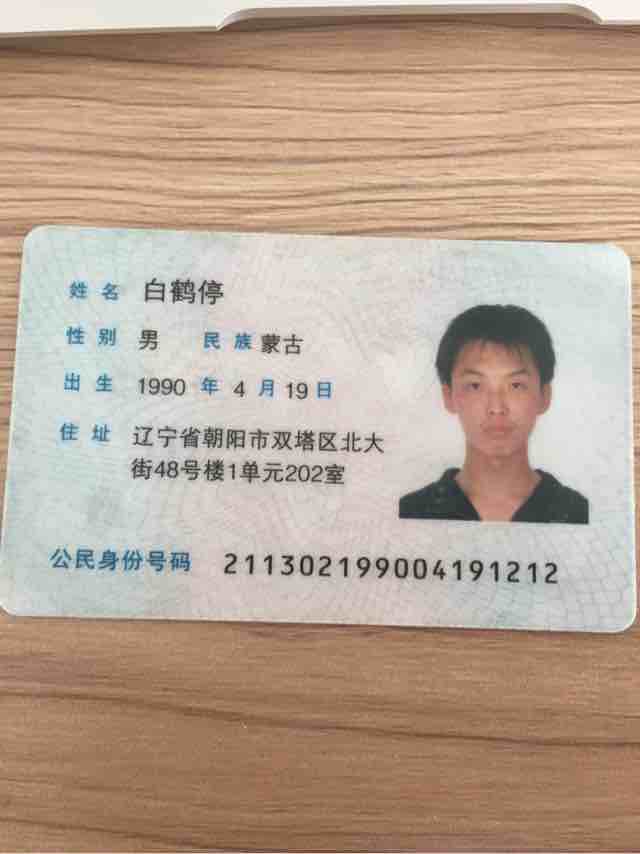 姓名 白鹤停
性别 男 民族 蒙古
出生 1990 年 4 月 19 日
住址 辽宁省朝阳市双塔区北大
街48号楼1单元202室
公民身份号码 211302199004191212